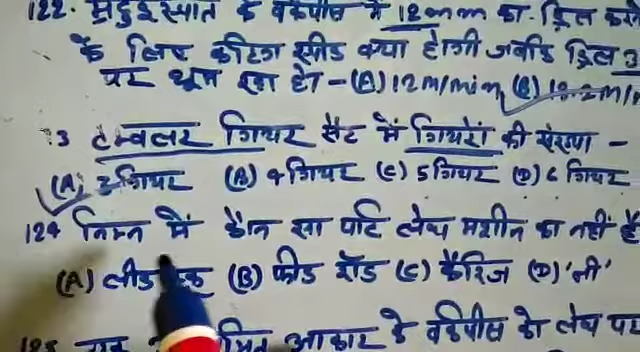 122. मृदु इस्पात के वर्कपीस में 12mm का ड्रिल करने
के लिए कटिंग स्पीड क्या होगी जबकि ड्रिल 3
पर घूम रहा हो - (A) 12 m/min (B)
3 टम्बलर गियर सैट में गियरों की संख्या -
(A) 3 गियर (B) 4 गियर (C) 5 गियर (D) 6 गियर
124 निम्न में कौन सा पार्ट लेथ मशीन का नहीं है
(A) लीड (B) फीड रॉड (C) कैरिज (D) 'नी'
आकार के वर्कपीस को लेथ पर